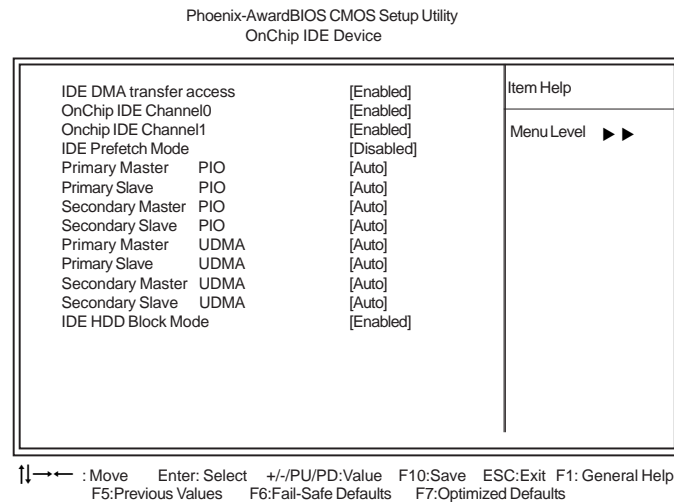 Phoenix-AwardBIOS CMOS Setup Utility
OnChip IDE Device
IDE DMA transfer access [Enabled]
OnChip IDE Channel0 [Enabled]
Onchip IDE Channel1 [Enabled]
IDE Prefetch Mode [Disabled]
Primary Master PIO [Auto]
Primary Slave PIO [Auto]
Secondary Master PIO [Auto]
Secondary Slave PIO [Auto]
Primary Master UDMA [Auto]
Primary Slave UDMA [Auto]
Secondary Master UDMA [Auto]
Secondary Slave UDMA [Auto]
IDE HDD Block Mode [Enabled]
Item Help
Menu Level ▶ ▶
↑↓→← : Move Enter: Select +/-/PU/PD:Value F10:Save ESC:Exit F1: General Help
F5:Previous Values F6:Fail-Safe Defaults F7:Optimized Defaults